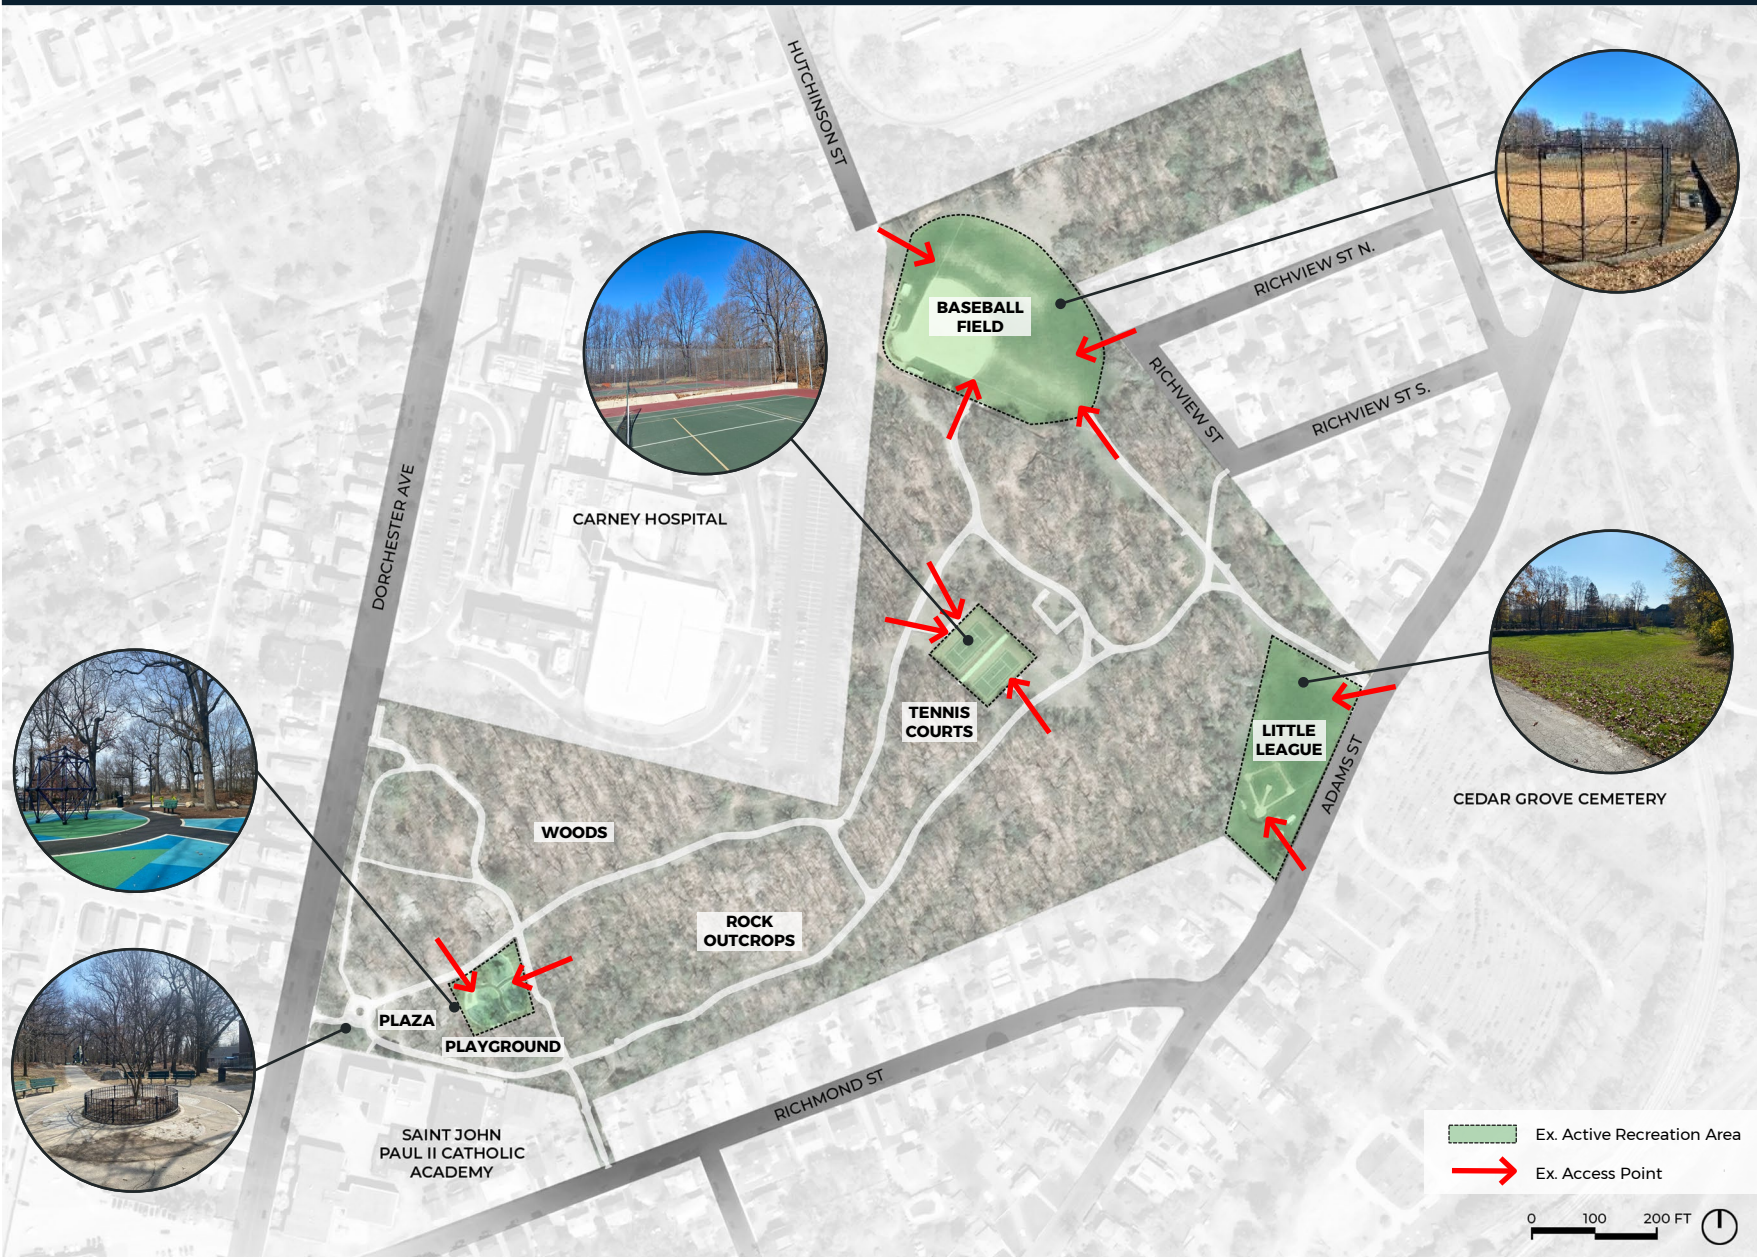 HUTCHINSON ST
BASEBALL
FIELD
RICHVIEW ST N.
RICHVIEW ST
RICHVIEW ST S.
DORCHESTER AVE
CARNEY HOSPITAL
TENNIS
COURTS
LITTLE
LEAGUE
ADAMS ST
CEDAR GROVE CEMETERY
WOODS
ROCK
OUTCROPS
PLAZA
PLAYGROUND
RICHMOND ST
SAINT JOHN
PAUL II CATHOLIC
ACADEMY
Ex. Active Recreation Area
Ex. Access Point
0 100 200 FT